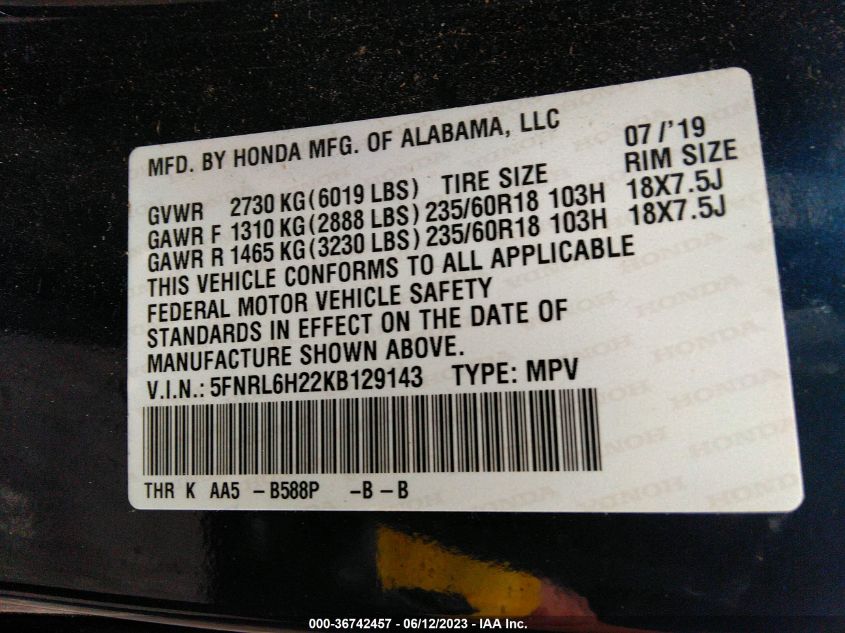 MFD. BY HONDA MFG. OF ALABAMA, LLC 07/'19
GVWR 2730 KG(6019 LBS) TIRE SIZE RIM SIZE
GAWR F 1310 KG(2888 LBS) 235/60R18 103H 18X7.5J
GAWR R 1465 KG(3230 LBS) 235/60R18 103H 18X7.5J
THIS VEHICLE CONFORMS TO ALL APPLICABLE
FEDERAL MOTOR VEHICLE SAFETY
STANDARDS IN EFFECT ON THE DATE OF
MANUFACTURE SHOWN ABOVE.
V.I.N.: 5FNRL6H22KB129143 TYPE: MPV
THR K AA5 -B588P -B -B
000-36742457 - 06/12/2023 - IAA Inc.